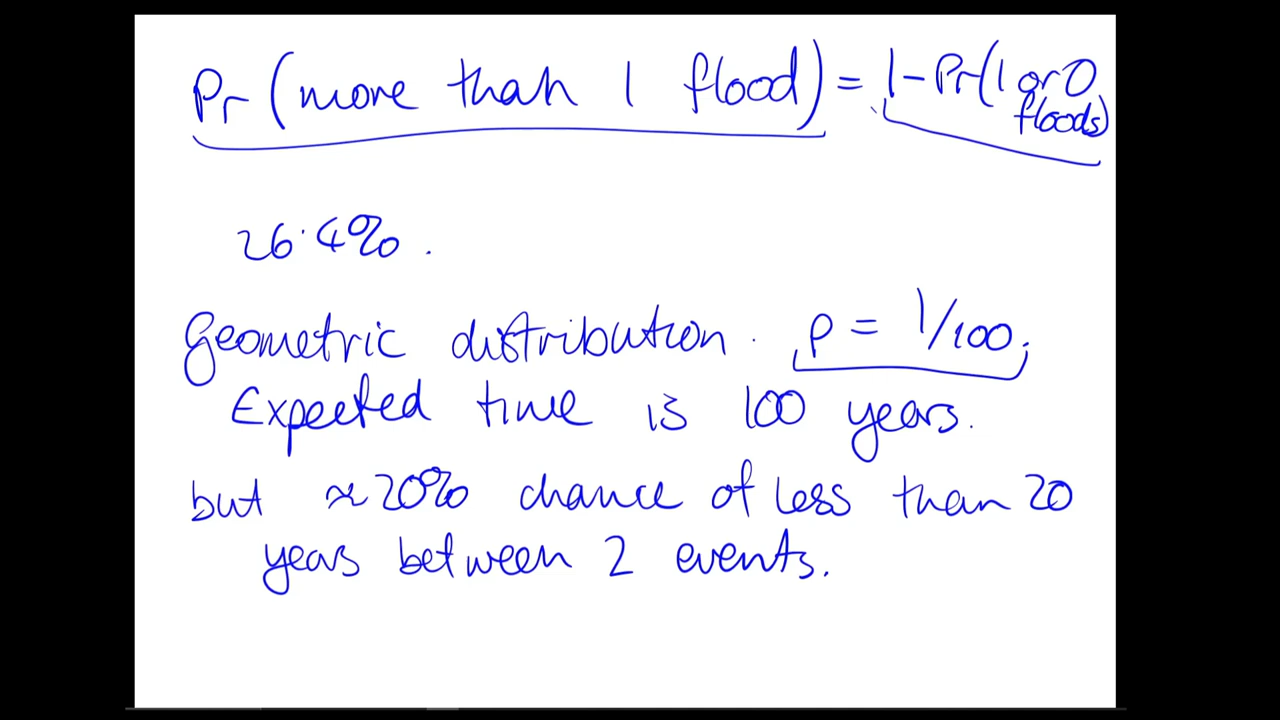 Pr (more than 1 flood) = 1 - Pr(1 or 0 floods)
26.4%.
Geometric distribution. p = 1/100;
Expected time is 100 years.
but ≈ 20% chance of less than 20
years between 2 events.